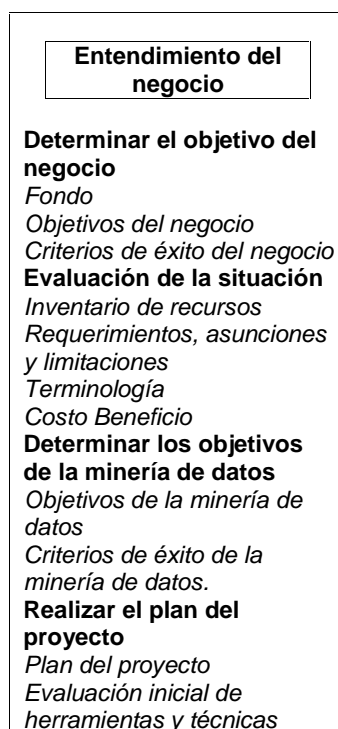 Entendimiento del
negocio
Determinar el objetivo del
negocio
Fondo
Objetivos del negocio
Criterios de éxito del negocio
Evaluación de la situación
Inventario de recursos
Requerimientos, asunciones
y limitaciones
Terminología
Costo Beneficio
Determinar los objetivos
de la minería de datos
Objetivos de la minería de
datos
Criterios de éxito de la
minería de datos.
Realizar el plan del
proyecto
Plan del proyecto
Evaluación inicial de
herramientas y técnicas